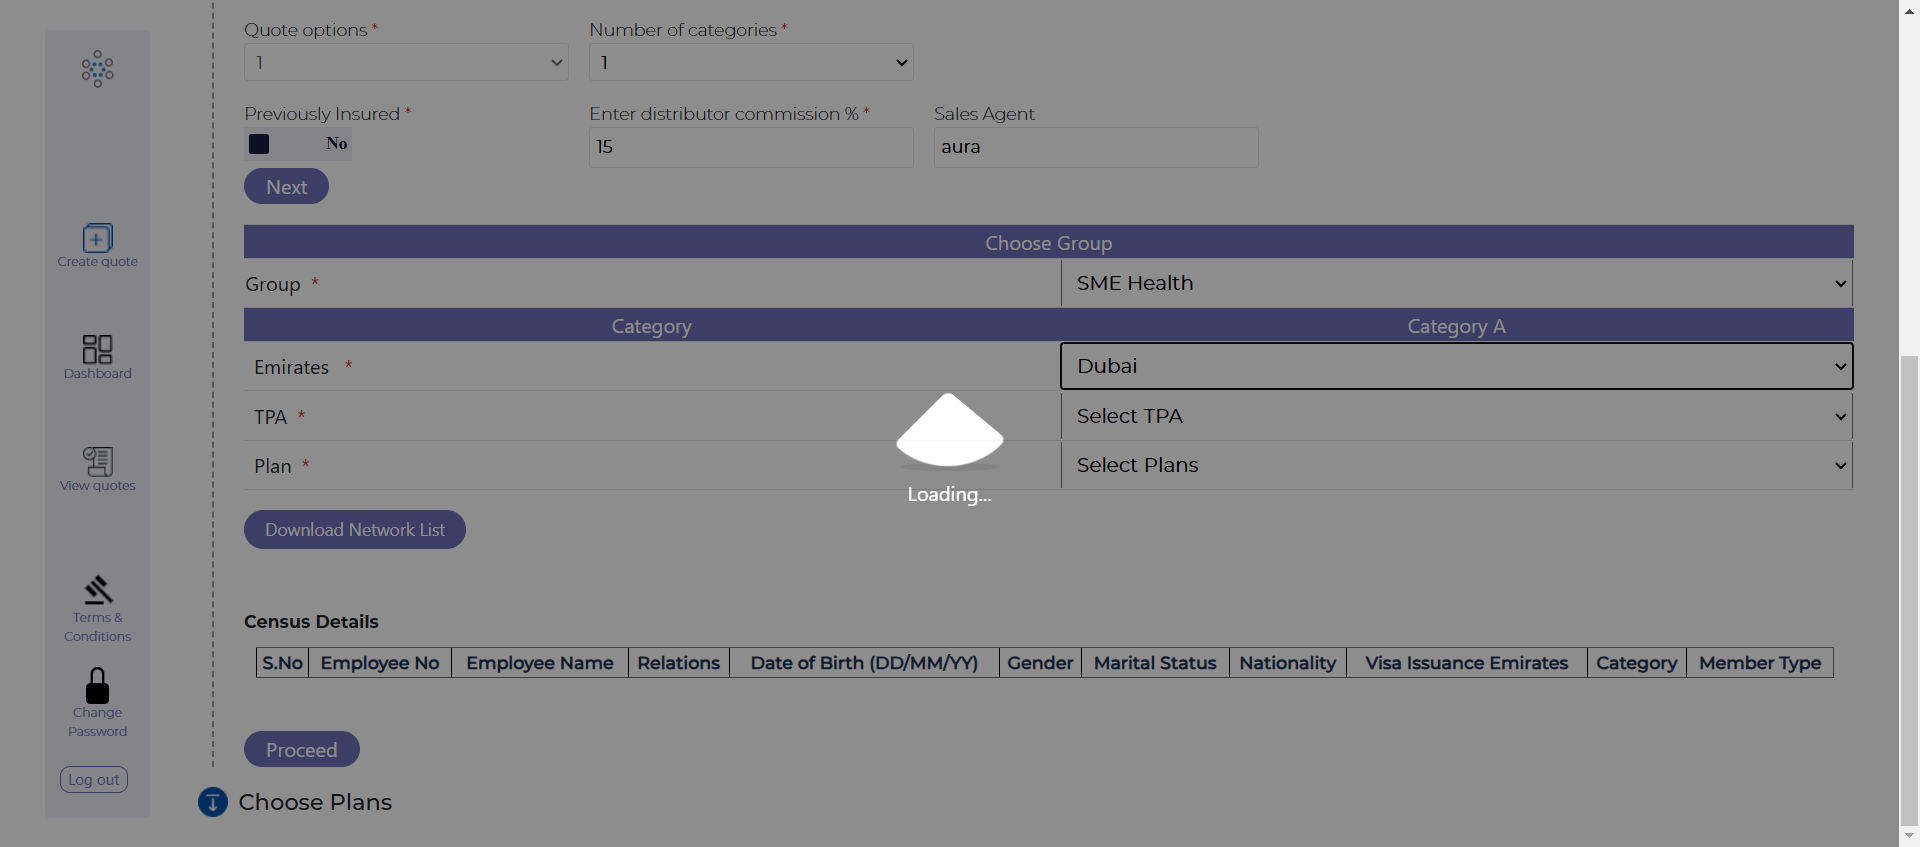 Quote options *
Number of categories *
1
1
Previously Insured *
Enter distributor commission % *
Sales Agent
No
15
aura
Next
Choose Group
Group *
SME Health
Category
Category A
Emirates *
Dubai
TPA *
Select TPA
Plan *
Select Plans
Loading...
Download Network List
Census Details
S.No Employee No Employee Name Relations Date of Birth (DD/MM/YY) Gender Marital Status Nationality Visa Issuance Emirates Category Member Type
Proceed
Choose Plans
Create quote
Dashboard
View quotes
Terms &
Conditions
Change
Password
Log out